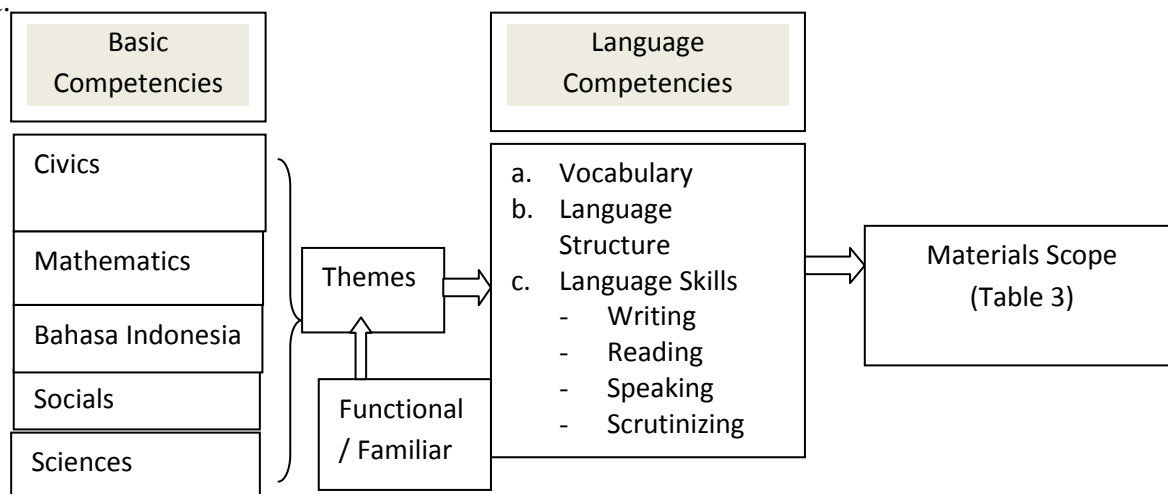 Basic
Competencies
Language
Competencies
Civics
Mathematics
Bahasa Indonesia
Socials
Sciences
Themes
Functional
/ Familiar
a. Vocabulary
b. Language
Structure
c. Language Skills
- Writing
- Reading
- Speaking
- Scrutinizing
Materials Scope
(Table 3)